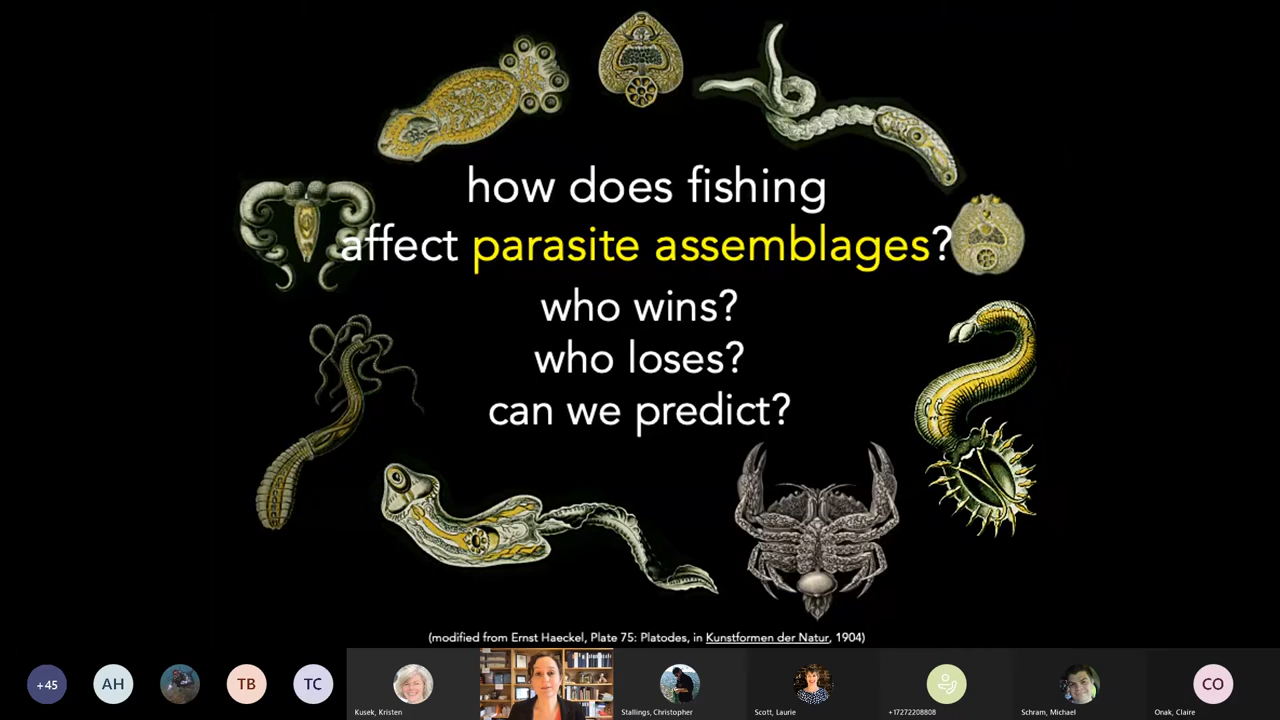 how does fishing
affect parasite assemblages?
who wins?
who loses?
can we predict?
(modified from Ernst Haeckel, Plate 75: Platodes, in Kunstformen der Natur, 1904)
+45
AH
TB
TC
CO
Kusek, Kristen
Stallings, Christopher
Scott, Laurie
+17272208808
Schram, Michael
Onak, Claire